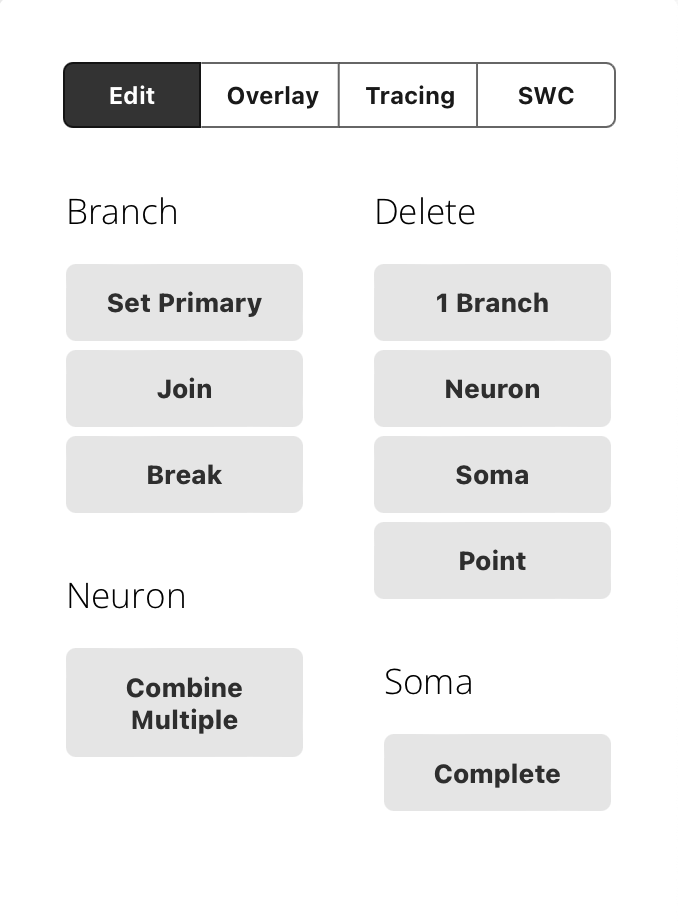 Edit
Overlay
Tracing
SWC
Branch
Set Primary
Join
Break
Neuron
Combine
Multiple
Delete
1 Branch
Neuron
Soma
Point
Soma
Complete